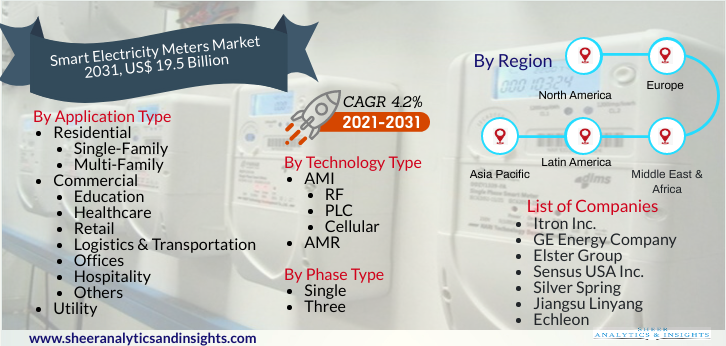 Smart Electricity Meters Market
2031, US$ 19.5 Billion
By Application Type
Residential
Single-Family
Multi-Family
Commercial
Education
Healthcare
Retail
Logistics & Transportation
Offices
Hospitality
Others
Utility
CAGR 4.2%
2021-2031
By Technology Type
AMI
RF
PLC
Cellular
AMR
By Phase Type
Single
Three
By Region
North America
Europe
Asia Pacific
Latin America
Middle East &
Africa
List of Companies
Itron Inc.
GE Energy Company
Elster Group
Sensus USA Inc.
Silver Spring
Jiangsu Linyang
Echleon
www.sheeranalyticsandinsights.com
SHEER
ANALYTICS & INSIGHTS